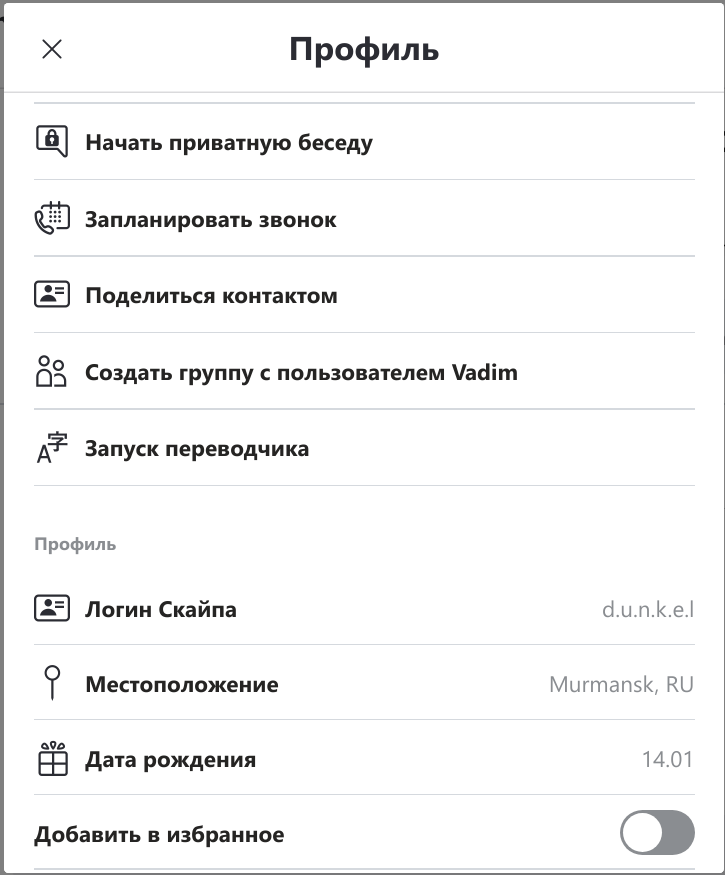 Профиль
Начать приватную беседу
Запланировать звонок
Поделиться контактом
Создать группу с пользователем Vadim
Запуск переводчика
Профиль
Логин Скайпа d.u.n.k.e.l
Местоположение Murmansk, RU
Дата рождения 14.01
Добавить в избранное